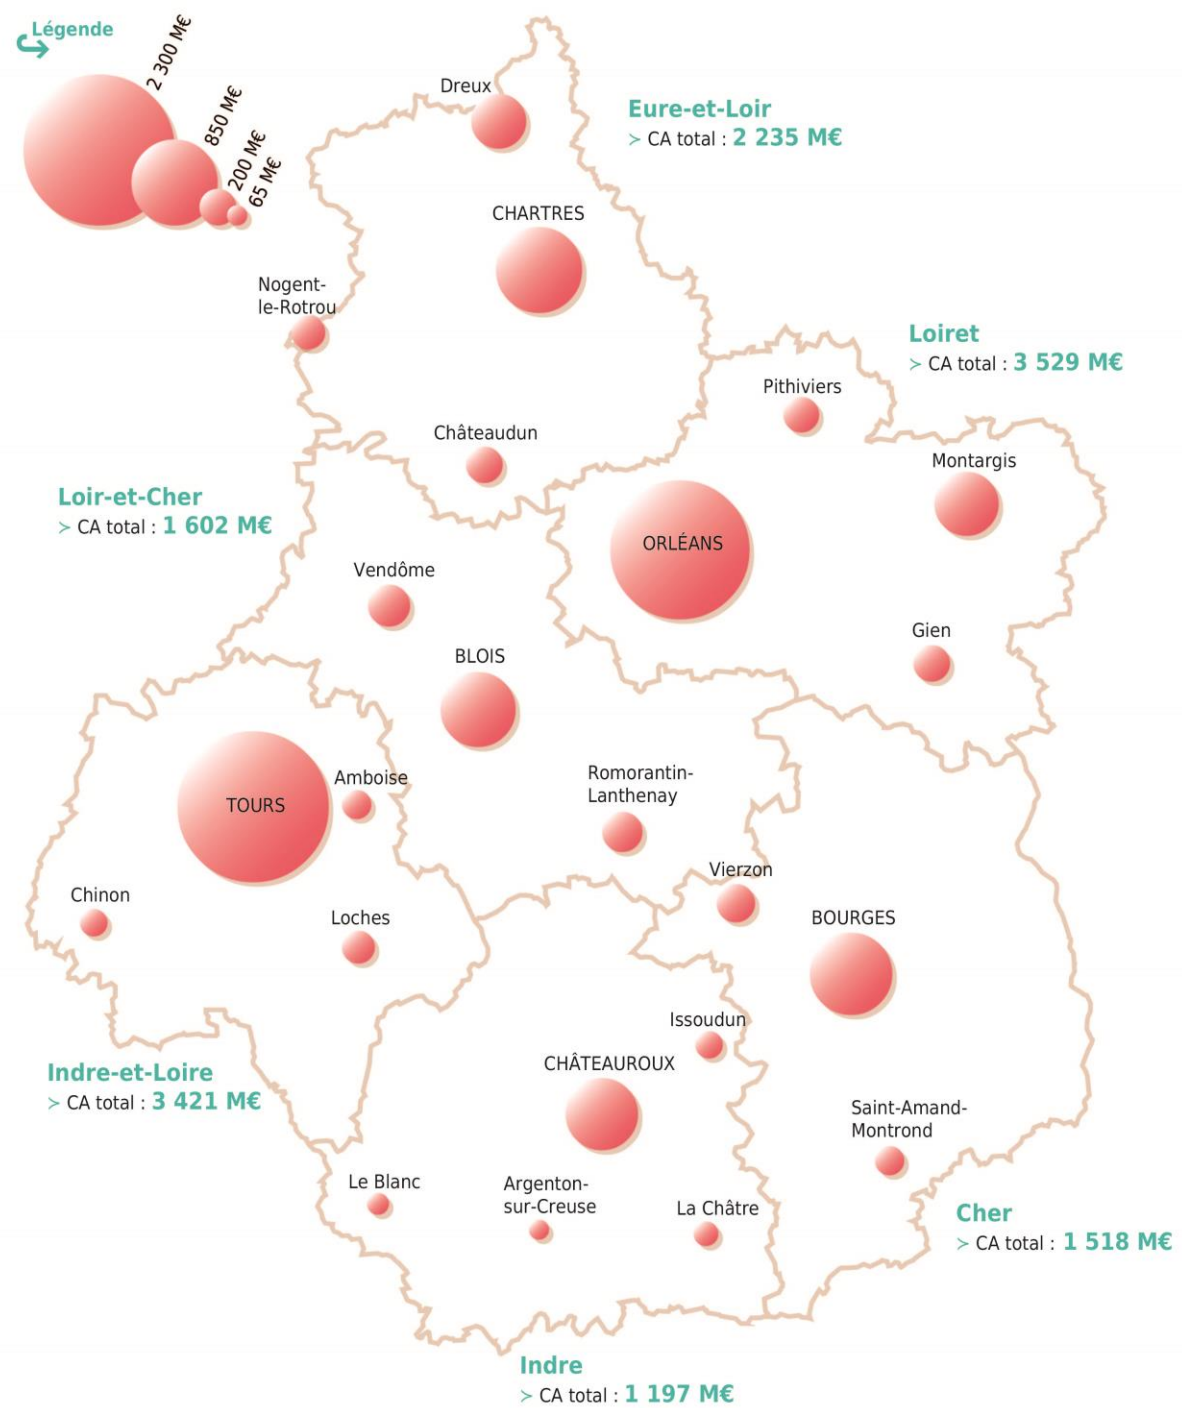 Légende
2 300 M€
850 M€
200 M€
65 M€
Dreux
Eure-et-Loir
> CA total : 2 235 M€
CHARTRES
Nogent-
le-Rotrou
Loiret
> CA total : 3 529 M€
Pithiviers
Châteaudun
Montargis
Loir-et-Cher
> CA total : 1 602 M€
ORLÉANS
Vendôme
Gien
BLOIS
Romorantin-
Lanthenay
Amboise
TOURS
Vierzon
Chinon
Loches
BOURGES
Issoudun
CHÂTEAUROUX
Indre-et-Loire
> CA total : 3 421 M€
Saint-Amand-
Montrond
Le Blanc
Argenton-
sur-Creuse
La Châtre
Cher
> CA total : 1 518 M€
Indre
> CA total : 1 197 M€